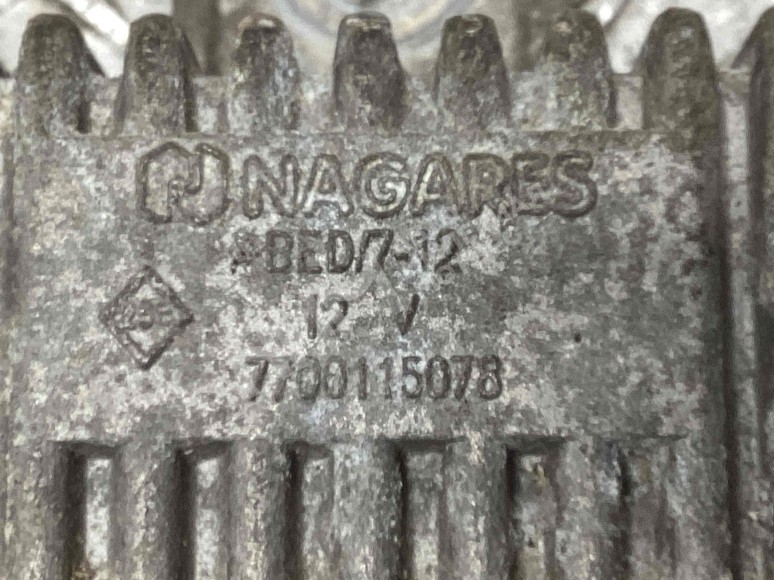 NAGARES
BED/7-12
12 V
7700115078